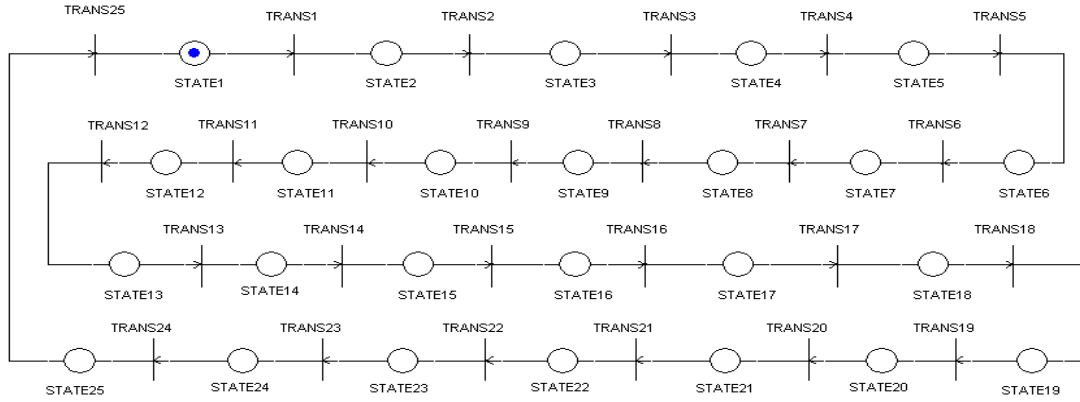 TRANS25 TRANS1 TRANS2 TRANS3 TRANS4 TRANS5
STATE1 STATE2 STATE3 STATE4 STATE5
TRANS12 TRANS11 TRANS10 TRANS9 TRANS8 TRANS7 TRANS6
STATE12 STATE11 STATE10 STATE9 STATE8 STATE7 STATE6
TRANS13 TRANS14 TRANS15 TRANS16 TRANS17 TRANS18
STATE13 STATE14 STATE15 STATE16 STATE17 STATE18
TRANS24 TRANS23 TRANS22 TRANS21 TRANS20 TRANS19
STATE25 STATE24 STATE23 STATE22 STATE21 STATE20 STATE19